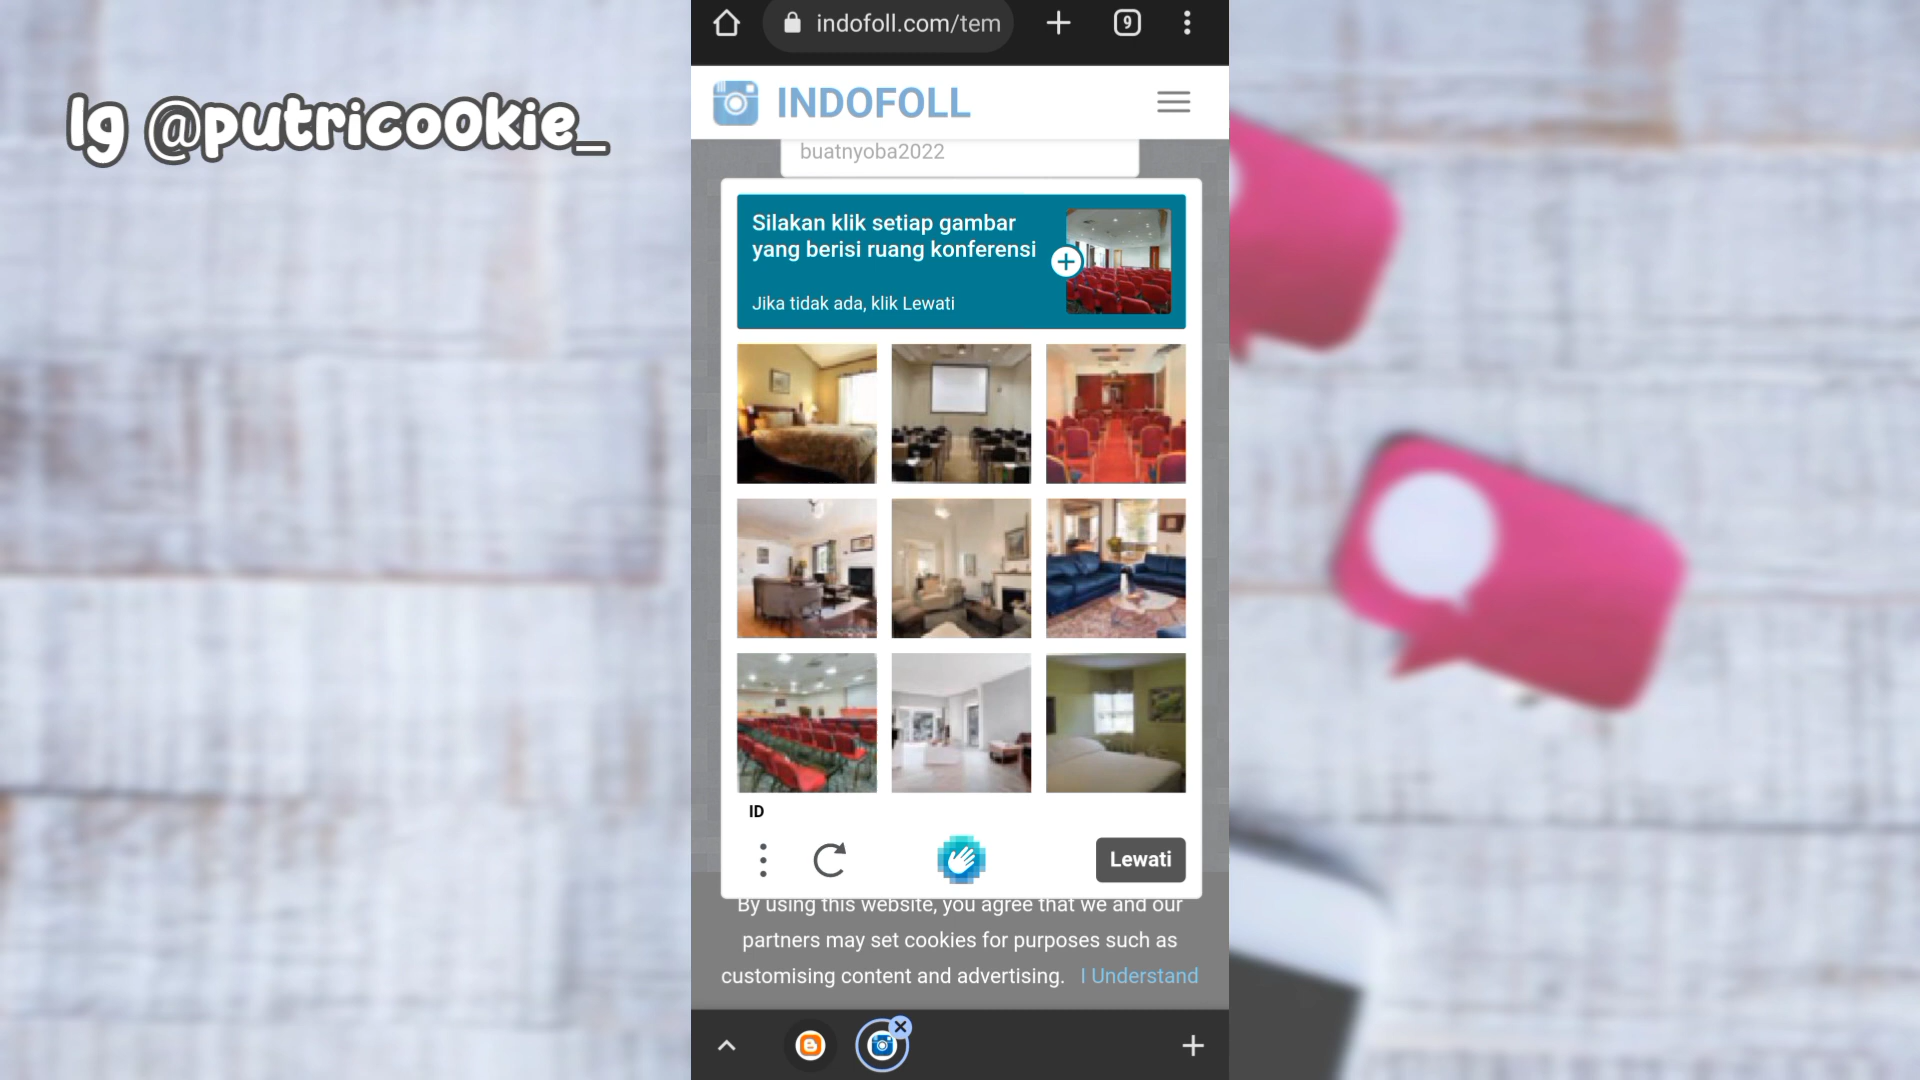 Ig @putrico0kie_
indofoll.com/tem
9
INDOFOLL
buatnyoba2022
Silakan klik setiap gambar
yang berisi ruang konferensi
Jika tidak ada, klik Lewati
ID
Lewati
By using this website, you agree that we and our
partners may set cookies for purposes such as
customising content and advertising. I Understand